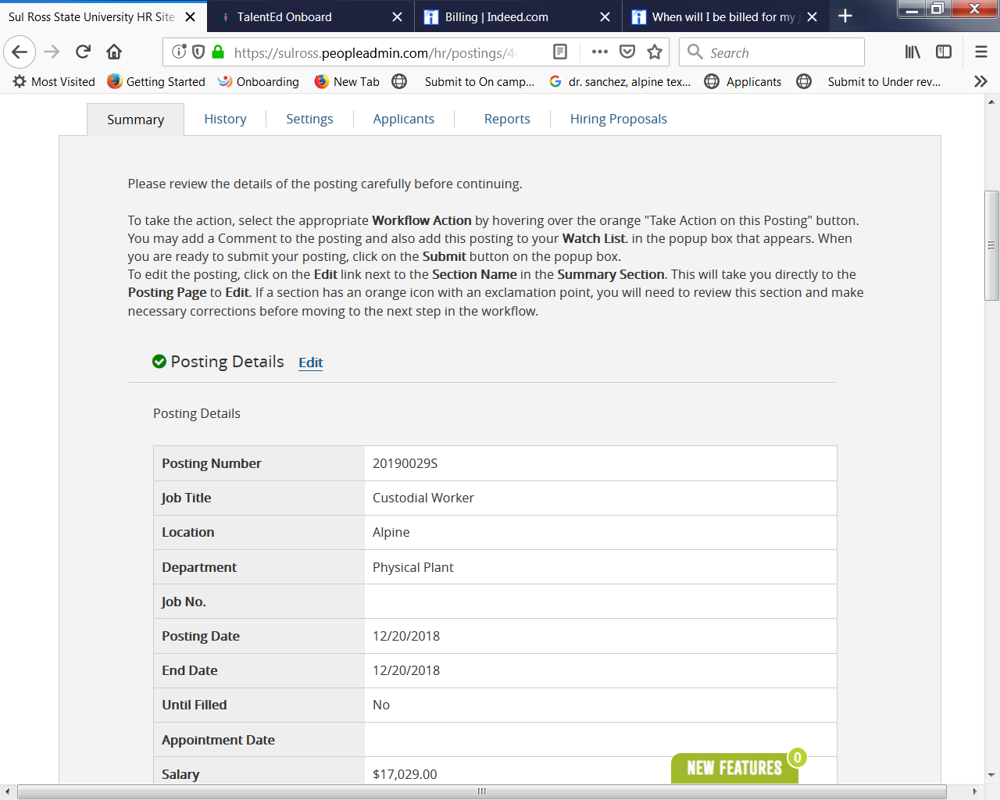 Sul Ross State University HR Site
TalentEd Onboard
Billing | Indeed.com
When will I be billed for my
https://sulross.peopleadmin.com/hr/postings/4
Search
Most Visited
Getting Started
Onboarding
New Tab
Submit to On camp...
dr. sanchez, alpine tex...
Applicants
Submit to Under rev...
Summary
History
Settings
Applicants
Reports
Hiring Proposals
Please review the details of the posting carefully before continuing.
To take the action, select the appropriate Workflow Action by hovering over the orange "Take Action on this Posting" button.
You may add a Comment to the posting and also add this posting to your Watch List. in the popup box that appears. When
you are ready to submit your posting, click on the Submit button on the popup box.
To edit the posting, click on the Edit link next to the Section Name in the Summary Section. This will take you directly to the
Posting Page to Edit. If a section has an orange icon with an exclamation point, you will need to review this section and make
necessary corrections before moving to the next step in the workflow.
Posting Details Edit
Posting Details
Posting Number 20190029S
Job Title Custodial Worker
Location Alpine
Department Physical Plant
Job No.
Posting Date 12/20/2018
End Date 12/20/2018
Until Filled No
Appointment Date
Salary $17,029.00
NEW FEATURES 0